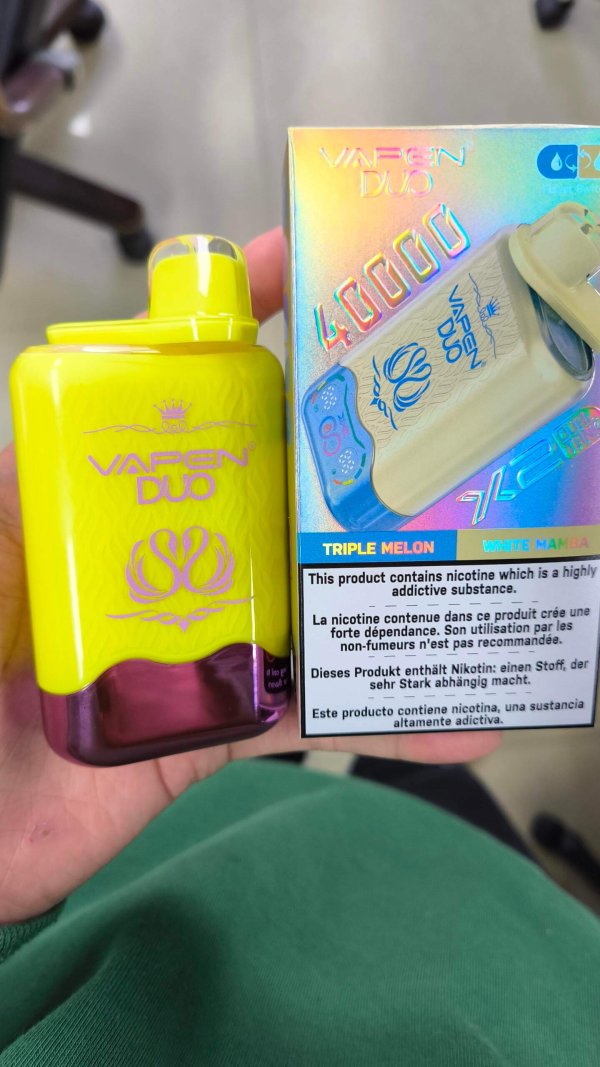 VAPEN®
DUO
VAPEN
DUO
40000
VAPEN
DUO
TRIPLE MELON
WHITE MAMBA
This product contains nicotine which is a highly
addictive substance.
La nicotine contenue dans ce produit crée une
forte dépendance. Son utilisation par les
non-fumeurs n'est pas recommandée.
Dieses Produkt enthält Nikotin: einen Stoff, der
sehr Stark abhängig macht.
Este producto contiene nicotina, una sustancia
altamente adictiva.